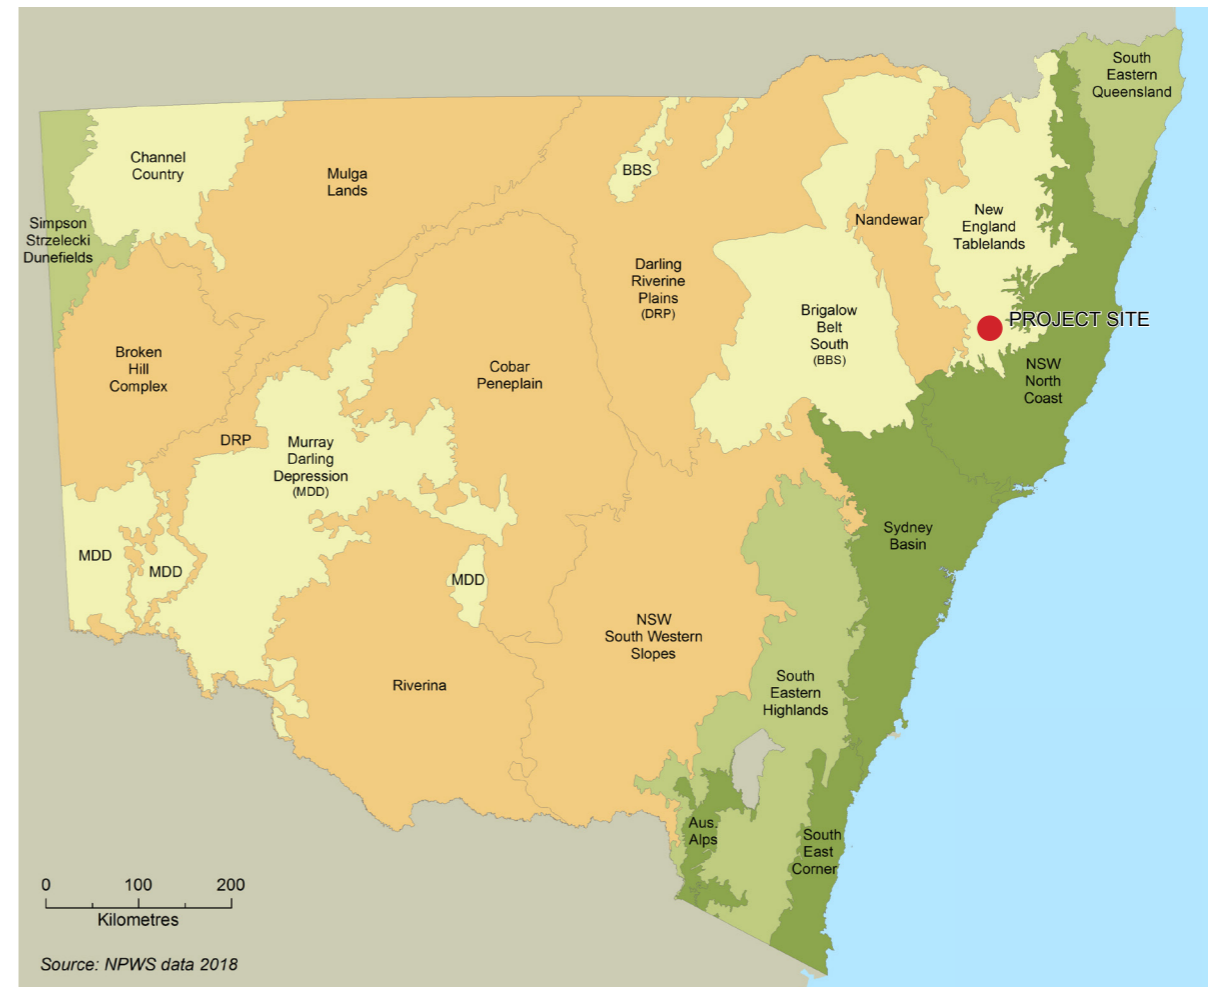 South
Eastern
Queensland
Channel
Country
Mulga
Lands
BBS
Simpson
Strzelecki
Dunefields
Nandewar
New
England
Tablelands
Darling
Riverine
Plains
(DRP)
Brigalow
Belt
South
(BBS)
PROJECT SITE
Broken
Hill
Complex
Cobar
Peneplain
NSW
North
Coast
DRP
Murray
Darling
Depression
(MDD)
Sydney
Basin
MDD
MDD
MDD
NSW
South Western
Slopes
Riverina
South
Eastern
Highlands
Aus.
Alps
South
East
Corner
0 100 200
Kilometres
Source: NPWS data 2018